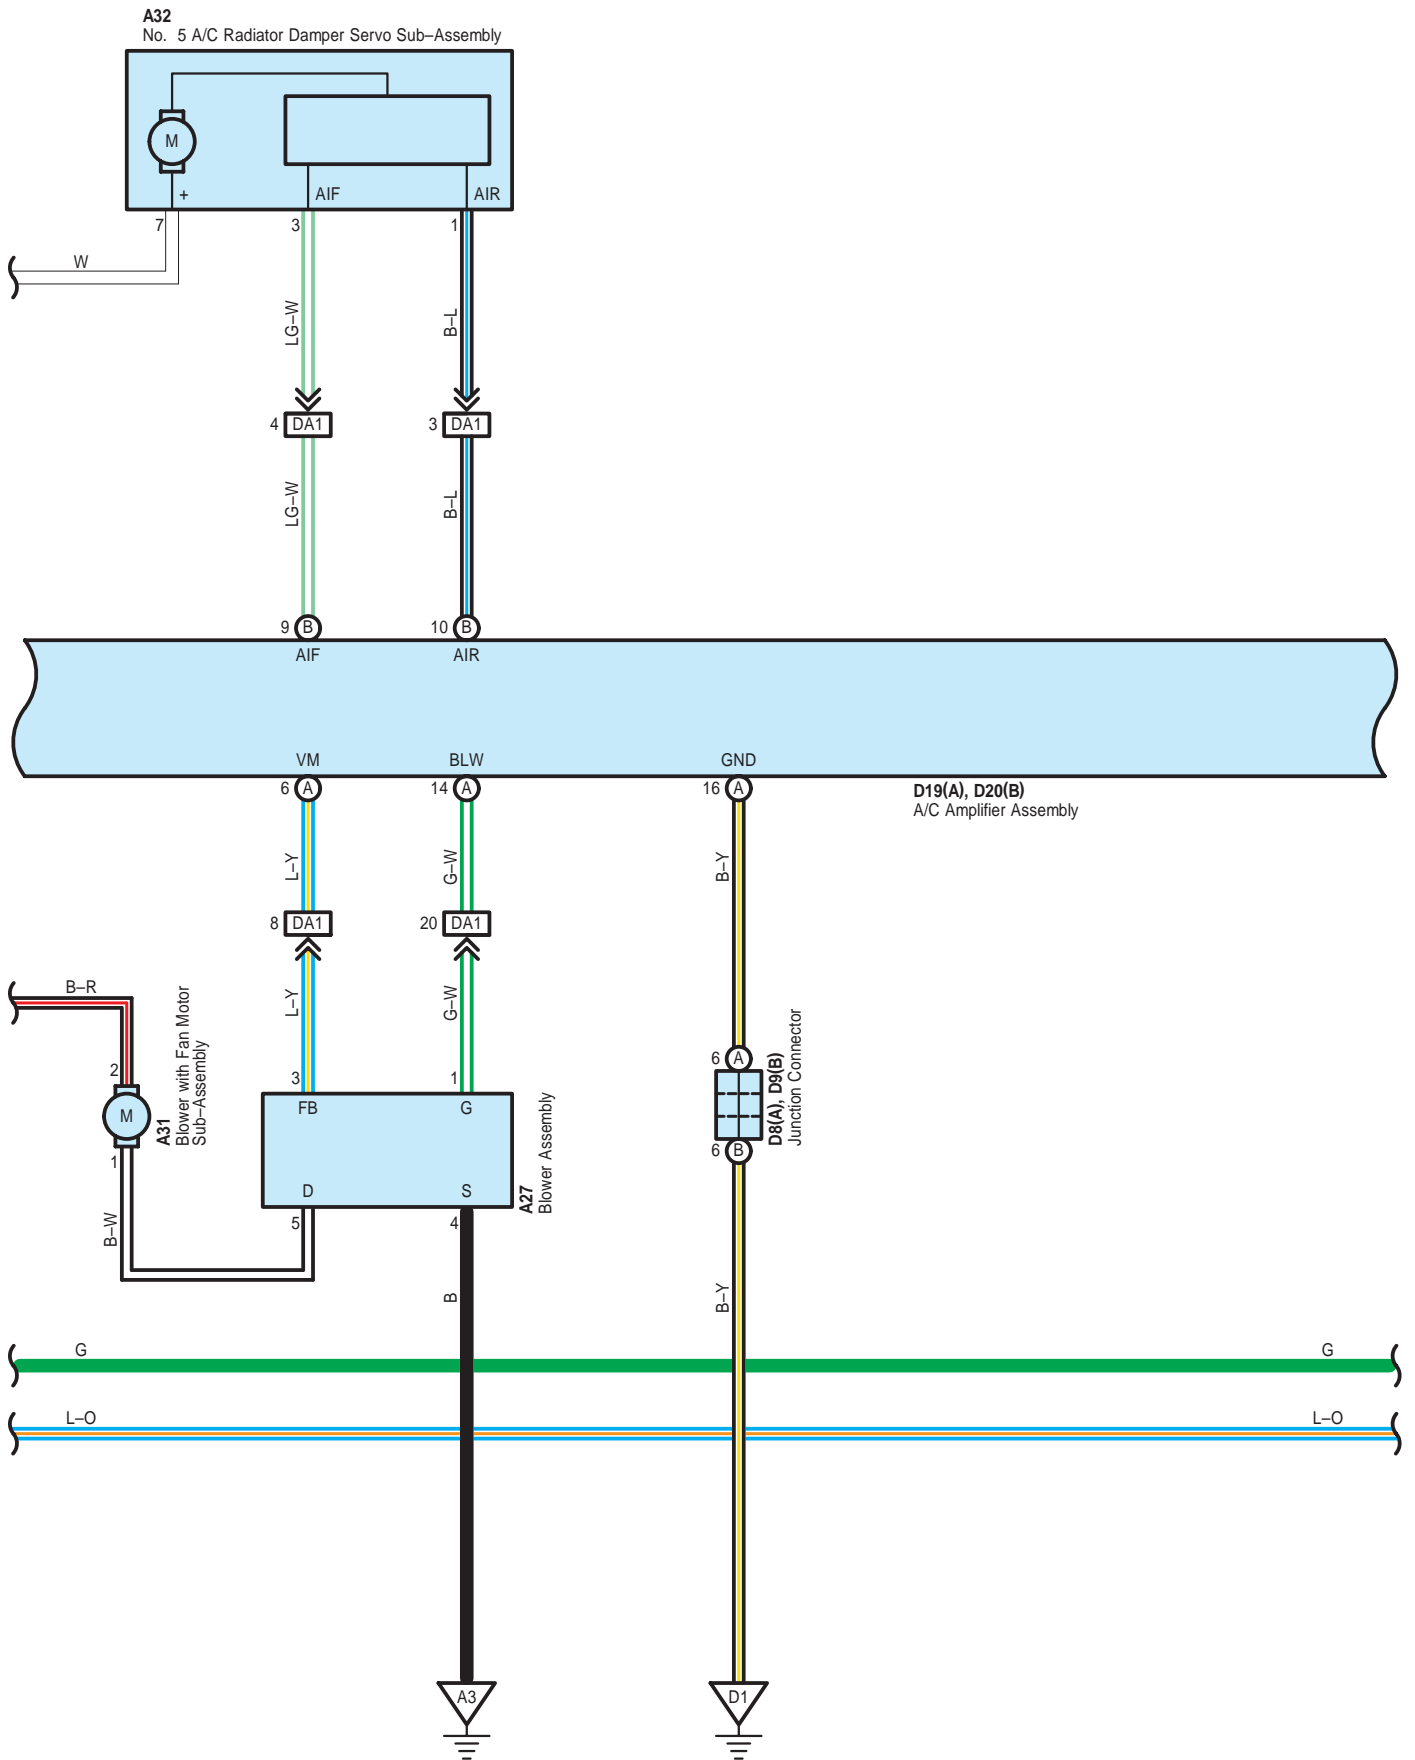 A32
No. 5 A/C Radiator Damper Servo Sub–Assembly
M
+
AIF
AIR
7
3
1
W
LG–W
B–L
4 DA1
3 DA1
LG–W
B–L
9 B
10 B
AIF
AIR
VM
BLW
GND
6 A
14 A
16 A
D19(A), D20(B)
A/C Amplifier Assembly
L–Y
G–W
B–Y
8 DA1
20 DA1
B–R
L–Y
G–W
2
M
1
A31
Blower with Fan Motor
Sub–Assembly
3
1
FB
G
D
S
5
4
A27
Blower Assembly
6 A
6 B
D8(A), D9(B)
Junction Connector
B–W
B
B–Y
G
G
L–O
L–O
A3
D1